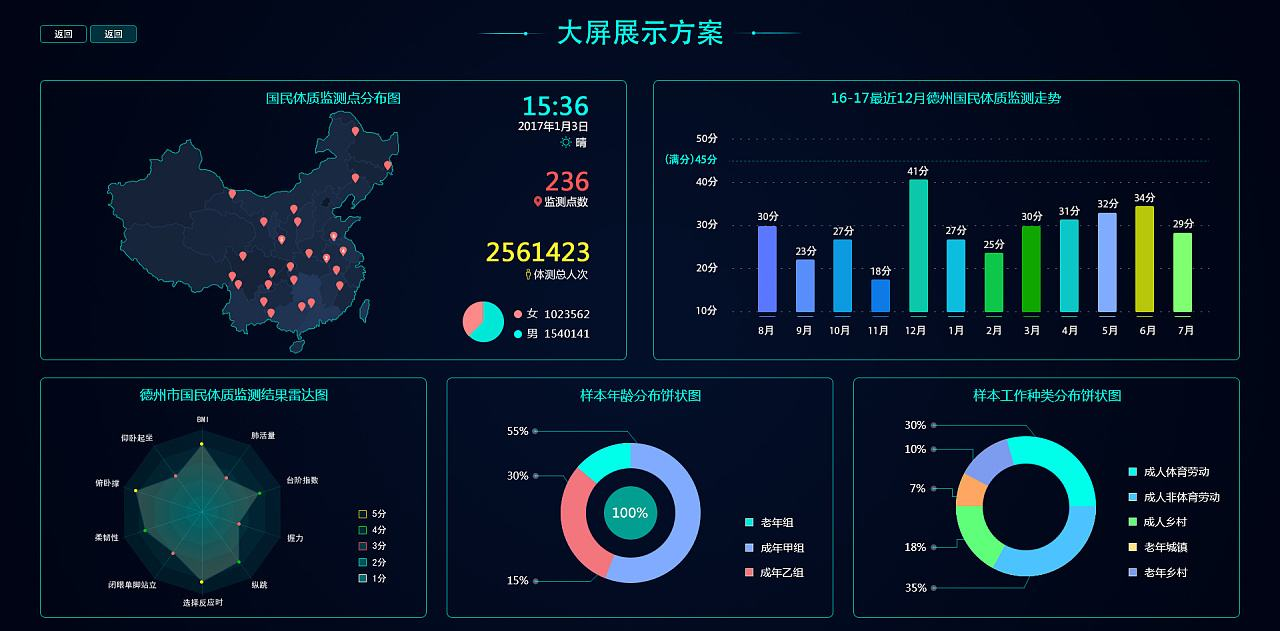 返回
返回
大屏展示方案
国民体质监测点分布图
15:36
2017年1月3日
晴
236
监测点数
2561423
体测总人次
女 1023562
男 1540141
16-17最近12月德州国民体质监测走势
50分
(满分)45分
40分
30分
20分
10分
30分
23分
27分
18分
41分
27分
25分
30分
31分
32分
34分
29分
8月
9月
10月
11月
12月
1月
2月
3月
4月
5月
6月
7月
德州市国民体质监测结果雷达图
BMI
肺活量
台阶指数
握力
纵跳
选择反应时
闭眼单脚站立
柔韧性
俯卧撑
仰卧起坐
5分
4分
3分
2分
1分
样本年龄分布饼状图
55%
30%
15%
100%
老年组
成年甲组
成年乙组
样本工作种类分布饼状图
30%
10%
7%
18%
35%
成人体育劳动
成人非体育劳动
成人乡村
老年城镇
老年乡村